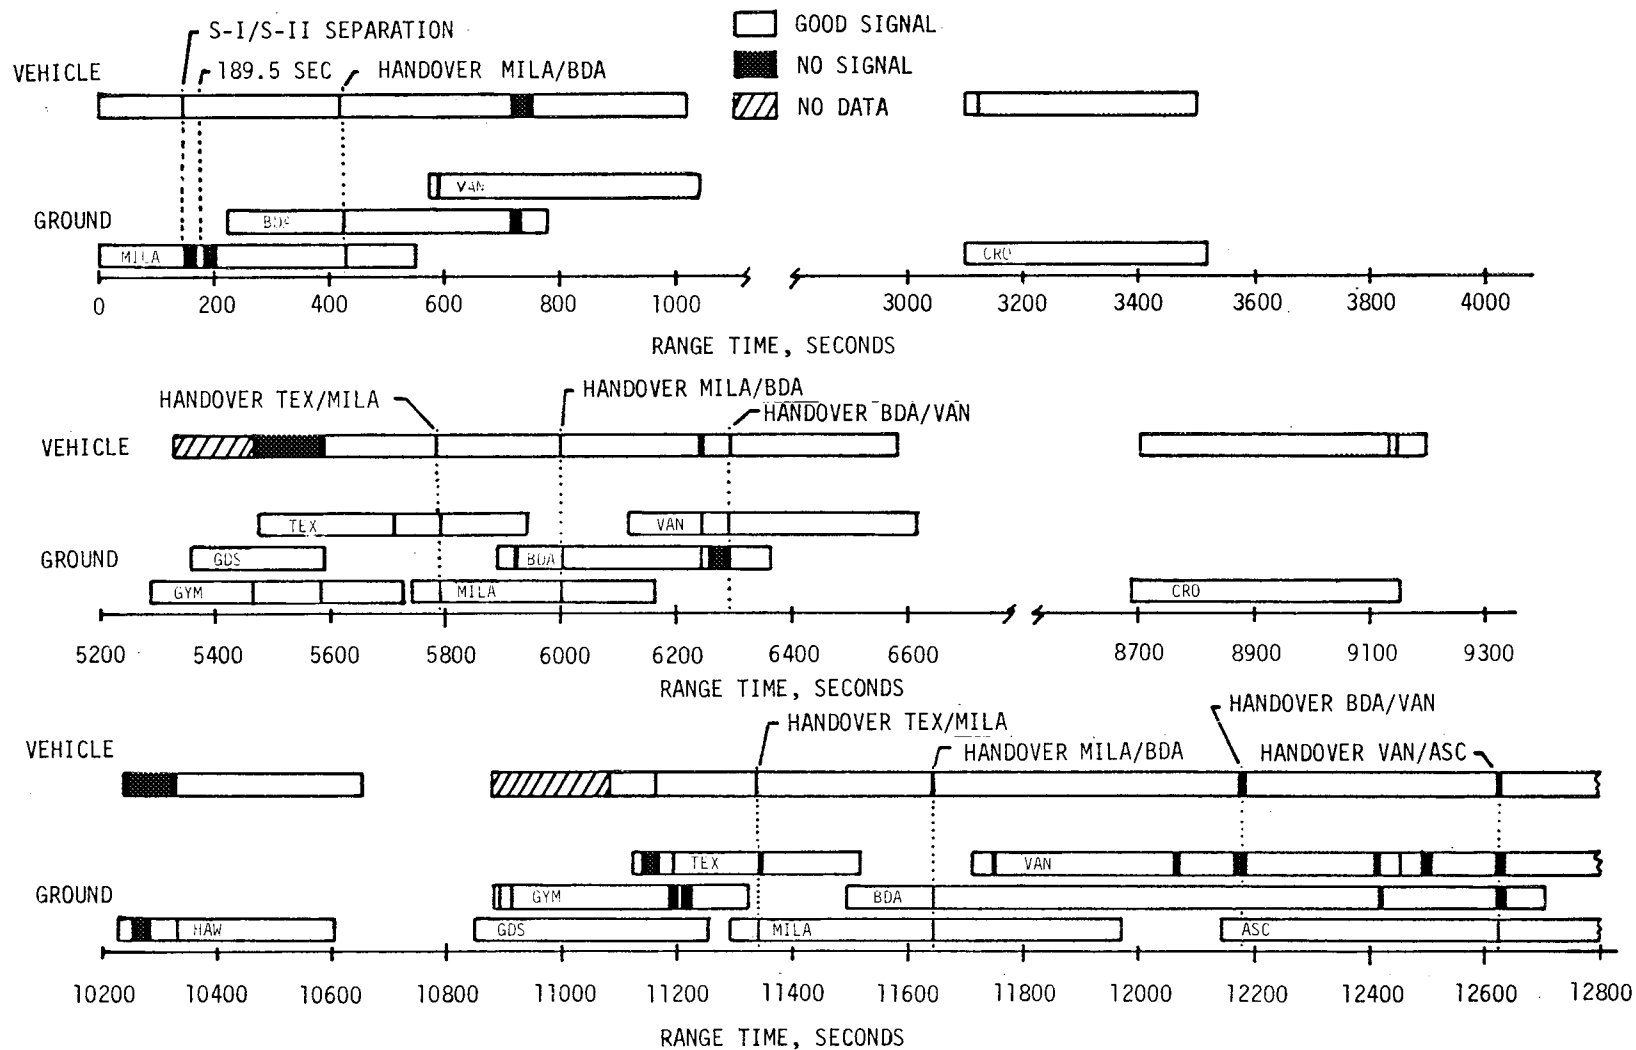 S-I/S-II SEPARATION
GOOD SIGNAL
VEHICLE
189.5 SEC
HANDOVER MILA/BDA
NO SIGNAL
NO DATA
VAN
GROUND
BDA
MILA
CRO
0 200 400 600 800 1000 3000 3200 3400 3600 3800 4000
RANGE TIME, SECONDS
HANDOVER MILA/BDA
HANDOVER TEX/MILA
HANDOVER BDA/VAN
VEHICLE
TEX VAN
GROUND
GDS BDA
GYM MILA CRO
5200 5400 5600 5800 6000 6200 6400 6600 8700 8900 9100 9300
RANGE TIME, SECONDS
HANDOVER BDA/VAN
HANDOVER TEX/MILA
VEHICLE
HANDOVER MILA/BDA
HANDOVER VAN/ASC
TEX VAN
GROUND
GYM BDA
HAW GDS MILA ASC
10200 10400 10600 10800 11000 11200 11400 11600 11800 12000 12200 12400 12600 12800
RANGE TIME, SECONDS